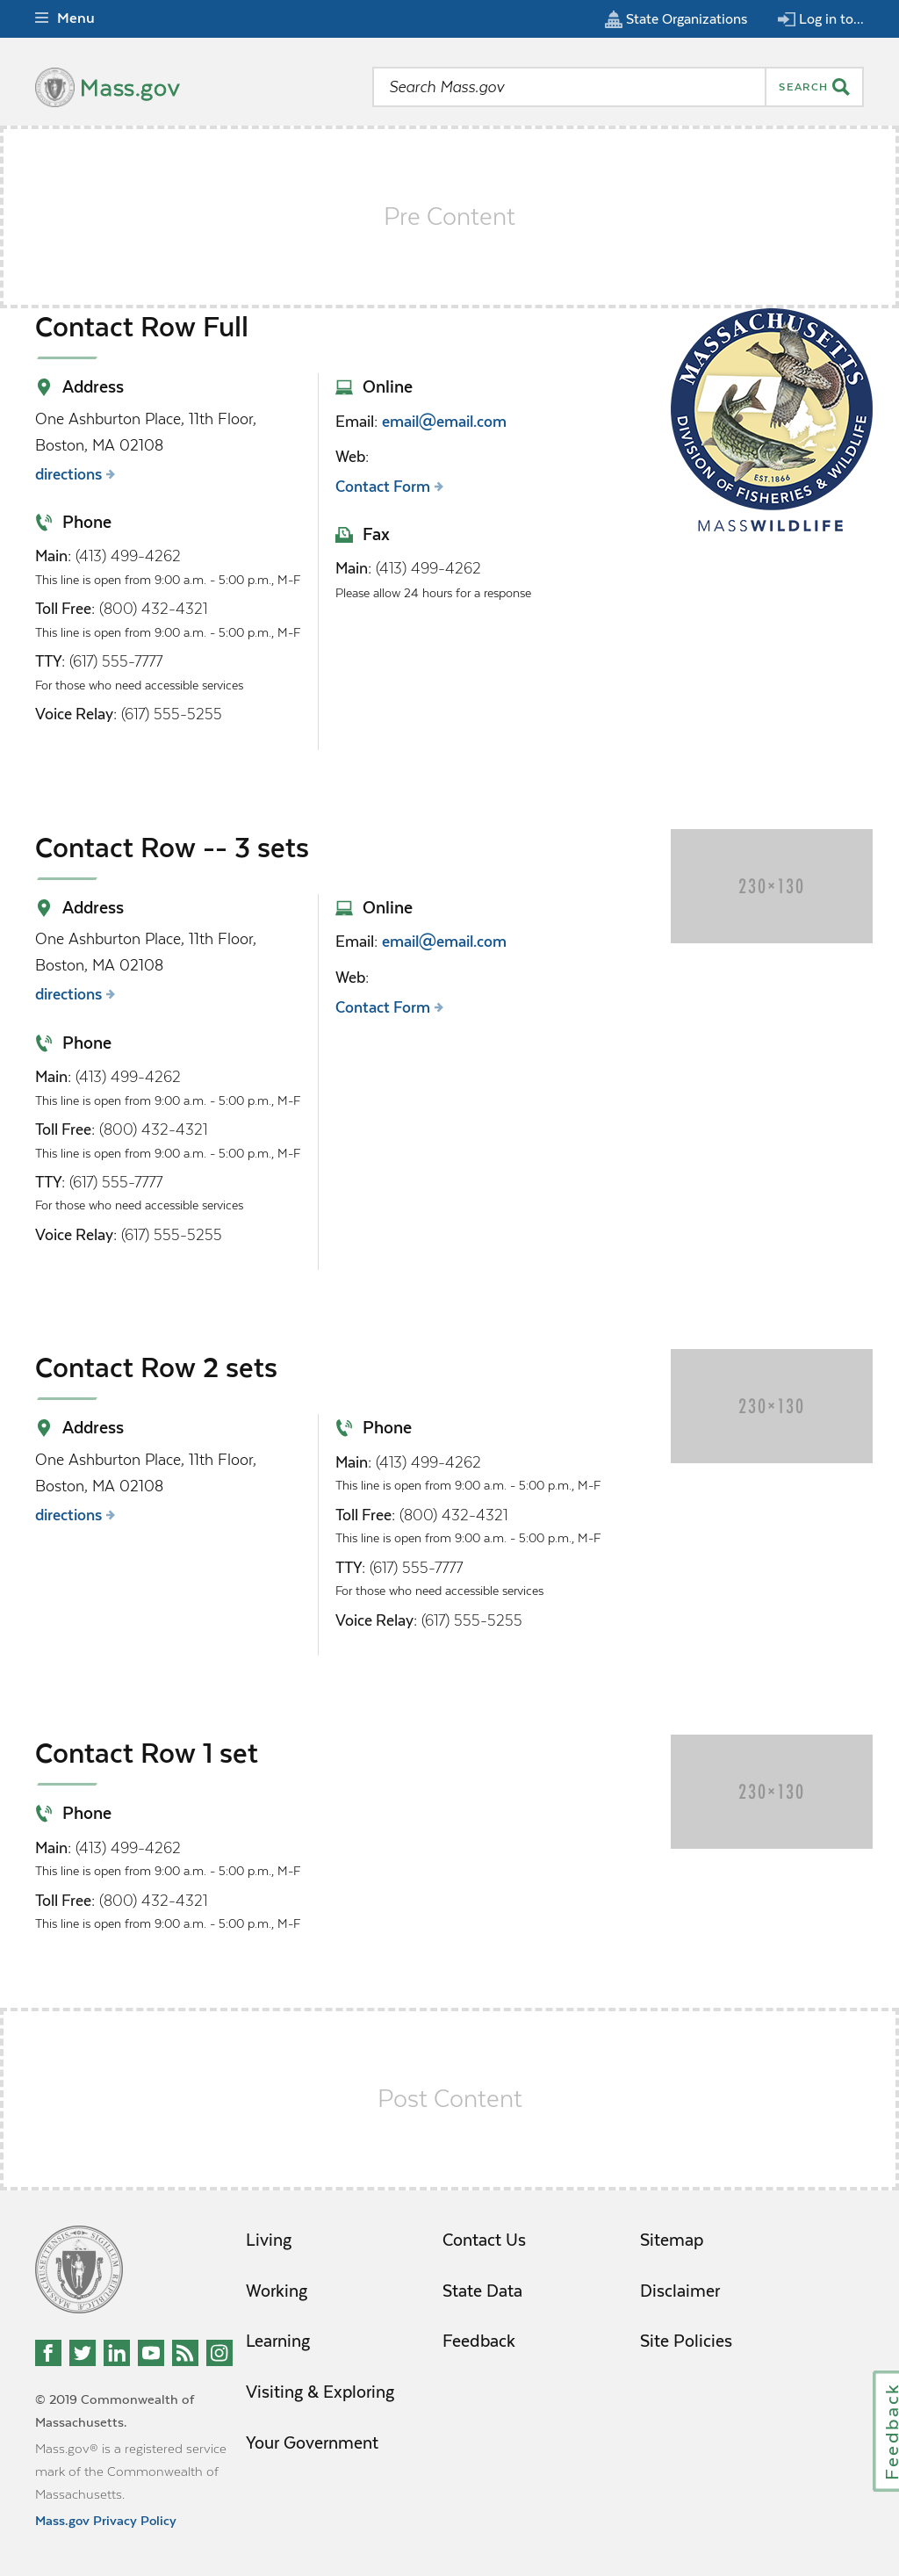 Menu
State Organizations
Log in to...
Mass.gov
Search Mass.gov
SEARCH
Pre Content
Contact Row Full
Address
One Ashburton Place, 11th Floor,
Boston, MA 02108
directions
Phone
Main: (413) 499-4262
This line is open from 9:00 a.m. - 5:00 p.m., M-F
Toll Free: (800) 432-4321
This line is open from 9:00 a.m. - 5:00 p.m., M-F
TTY: (617) 555-7777
For those who need accessible services
Voice Relay: (617) 555-5255
Online
Email: email@email.com
Web:
Contact Form
Fax
Main: (413) 499-4262
Please allow 24 hours for a response
MASSACHUSETTS
DIVISION OF FISHERIES & WILDLIFE
EST.1866
MASSWILDLIFE
Contact Row -- 3 sets
Address
One Ashburton Place, 11th Floor,
Boston, MA 02108
directions
Phone
Main: (413) 499-4262
This line is open from 9:00 a.m. - 5:00 p.m., M-F
Toll Free: (800) 432-4321
This line is open from 9:00 a.m. - 5:00 p.m., M-F
TTY: (617) 555-7777
For those who need accessible services
Voice Relay: (617) 555-5255
Online
Email: email@email.com
Web:
Contact Form
230×130
Contact Row 2 sets
Address
One Ashburton Place, 11th Floor,
Boston, MA 02108
directions
Phone
Main: (413) 499-4262
This line is open from 9:00 a.m. - 5:00 p.m., M-F
Toll Free: (800) 432-4321
This line is open from 9:00 a.m. - 5:00 p.m., M-F
TTY: (617) 555-7777
For those who need accessible services
Voice Relay: (617) 555-5255
230×130
Contact Row 1 set
Phone
Main: (413) 499-4262
This line is open from 9:00 a.m. - 5:00 p.m., M-F
Toll Free: (800) 432-4321
This line is open from 9:00 a.m. - 5:00 p.m., M-F
230×130
Post Content
Living
Working
Learning
Visiting & Exploring
Your Government
Contact Us
State Data
Feedback
Sitemap
Disclaimer
Site Policies
© 2019 Commonwealth of
Massachusetts.
Mass.gov® is a registered service
mark of the Commonwealth of
Massachusetts.
Mass.gov Privacy Policy
Feedback